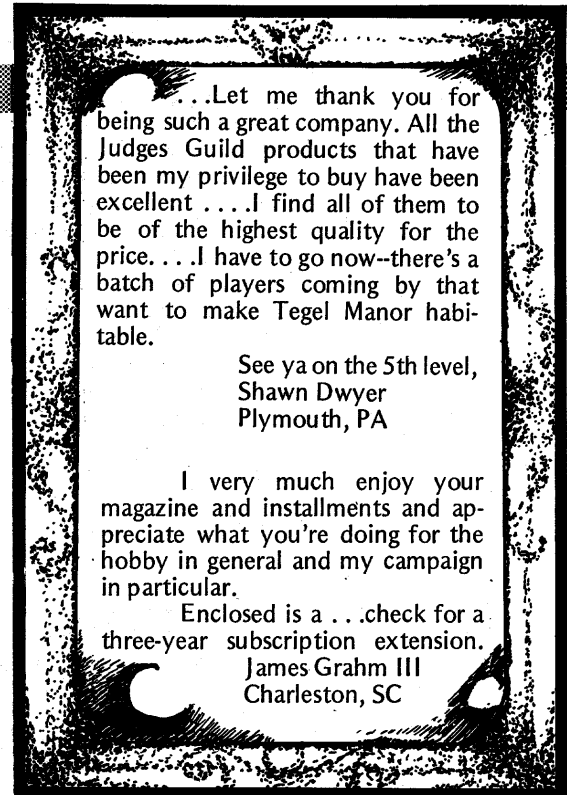 ...Let me thank you for
being such a great company. All the
Judges Guild products that have
been my privilege to buy have been
excellent ....I find all of them to
be of the highest quality for the
price....I have to go now--there's a
batch of players coming by that
want to make Tegel Manor habi-
table.
See ya on the 5th level,
Shawn Dwyer
Plymouth, PA
I very much enjoy your
magazine and installments and ap-
preciate what you're doing for the
hobby in general and my campaign
in particular.
Enclosed is a ...check for a
three-year subscription extension.
James Grahm III
Charleston, SC